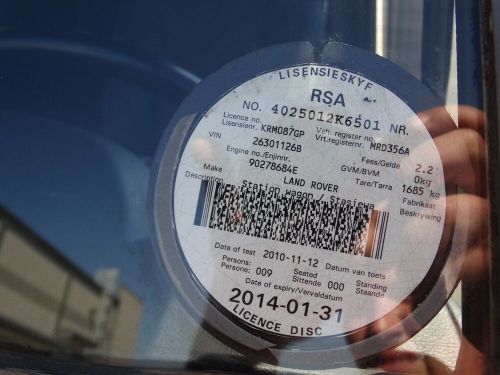 LISENSIESKYF
RSA
NO. 4025012K6501 NR.
Licence no. Veh. register no.
Lisensienr. KRM087GP Vrt.registernr. MRD356A
VIN 26301126B Fees/Gelde 2.2
Engine no./Enjinnr. GVM/BVM 0kg
90278684E Tare/Tarra 1685 kg
Make LAND ROVER Fabrikaat
Description Station wagon / Stasiewa Beskrywing
Date of test 2010-11-12 Datum van toets
Persons: Seated Standing
Persone: 009 Sittende 000 Staande
Date of expiry/Vervaldatum
2014-01-31
LICENCE DISC